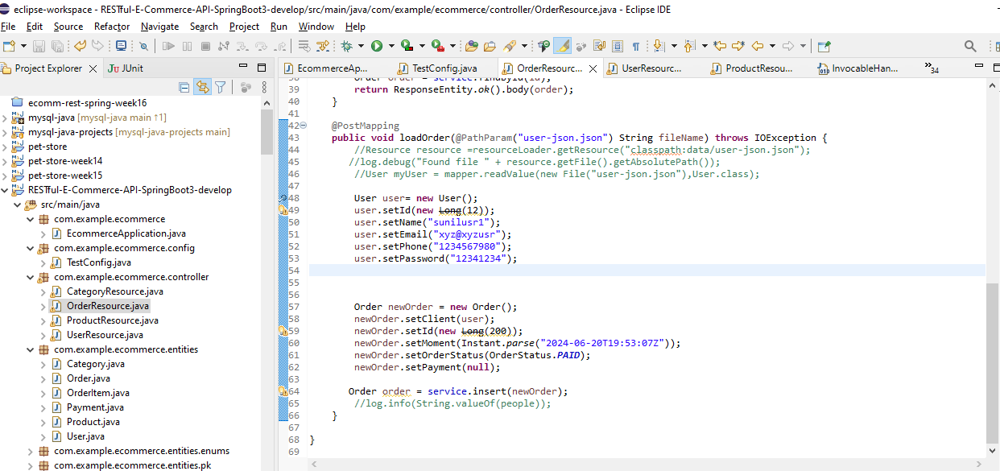 eclipse-workspace - RESTful-E-Commerce-API-SpringBoot3-develop/src/main/java/com/example/ecommerce/controller/OrderResource.java - Eclipse IDE
File Edit Source Refactor Navigate Search Project Run Window Help
Project Explorer JUnit
EcommerceAp... TestConfig.java OrderResourc... UserResourc... ProductResou... InvocableHan... 34
ecomm-rest-spring-week16
mysql-java [mysql-java main ↑1]
mysql-java-projects [mysql-java-projects main]
pet-store
pet-store-week14
pet-store-week15
RESTful-E-Commerce-API-SpringBoot3-develop
src/main/java
com.example.ecommerce
EcommerceApplication.java
com.example.ecommerce.config
TestConfig.java
com.example.ecommerce.controller
CategoryResource.java
OrderResource.java
ProductResource.java
UserResource.java
com.example.ecommerce.entities
Category.java
Order.java
OrderItem.java
Payment.java
Product.java
User.java
com.example.ecommerce.entities.enums
com.example.ecommerce.entities.pk
38 Order order = service.findById(id);
39 return ResponseEntity.ok().body(order);
40 }
41
42 @PostMapping
43 public void loadOrder(@PathParam("user-json.json") String fileName) throws IOException {
44 //Resource resource =resourceLoader.getResource("classpath:data/user-json.json");
45 //log.debug("Found file " + resource.getFile().getAbsolutePath());
46 //User myUser = mapper.readValue(new File("user-json.json"),User.class);
47
48 User user= new User();
49 user.setId(new Long(12));
50 user.setName("sunilusr1");
51 user.setEmail("xyz@xyzusr");
52 user.setPhone("1234567980");
53 user.setPassword("12341234");
54
55
56
57 Order newOrder = new Order();
58 newOrder.setClient(user);
59 newOrder.setId(new Long(200));
60 newOrder.setMoment(Instant.parse("2024-06-20T19:53:07Z"));
61 newOrder.setOrderStatus(OrderStatus.PAID);
62 newOrder.setPayment(null);
63
64 Order order = service.insert(newOrder);
65 //log.info(String.valueOf(people));
66 }
67
68 }
69